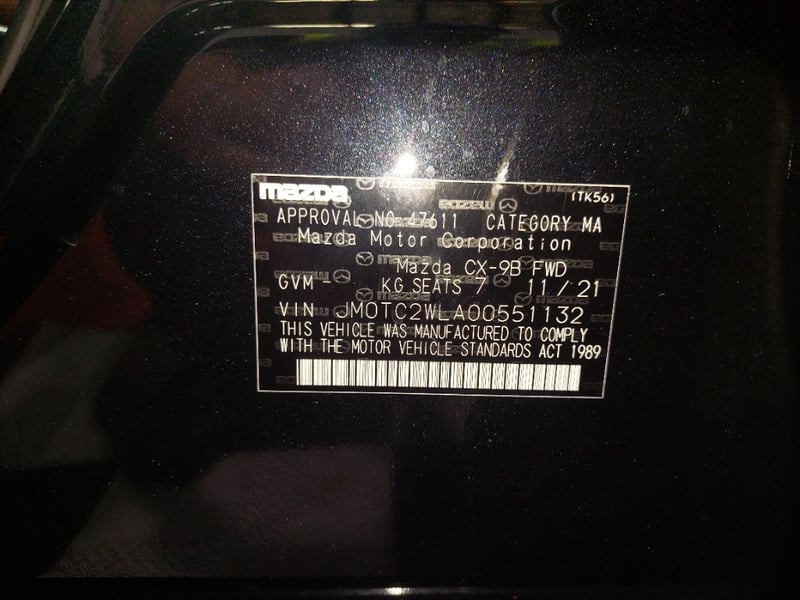 mazda (TK56)
APPROVAL NO 47611 CATEGORY MA
Mazda Motor Corporation
Mazda CX-9B FWD
GVM - KG SEATS 7 11/21
VIN JM0TC2WLA00551132
THIS VEHICLE WAS MANUFACTURED TO COMPLY
WITH THE MOTOR VEHICLE STANDARDS ACT 1989